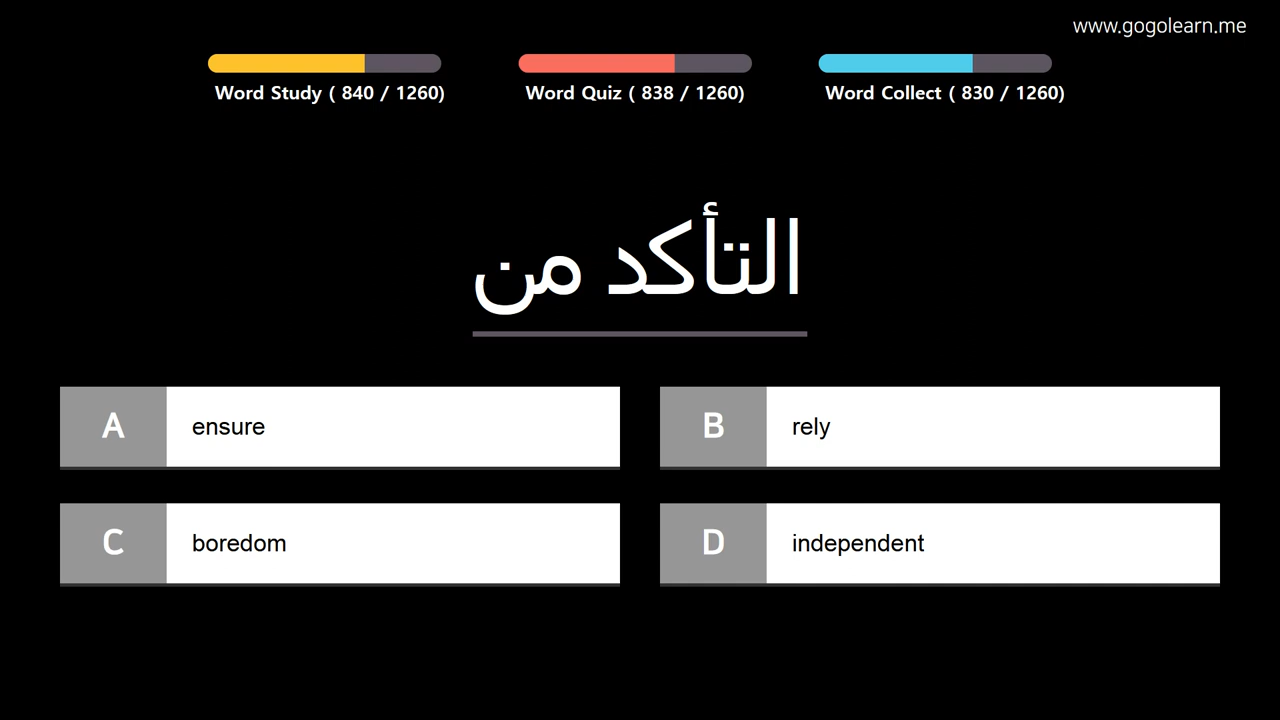 www.gogolearn.me
Word Study ( 840 / 1260)
Word Quiz ( 838 / 1260)
Word Collect ( 830 / 1260)
التأكد من
A ensure
B rely
C boredom
D independent